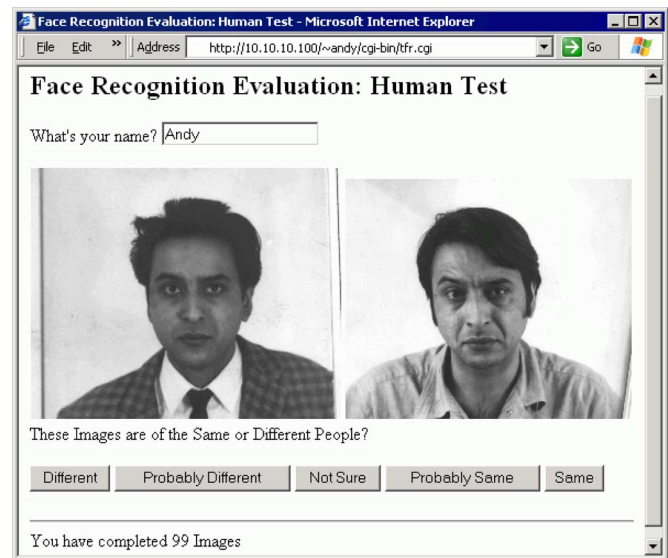 Face Recognition Evaluation: Human Test - Microsoft Internet Explorer
File Edit » Address http://10.10.10.100/~andy/cgi-bin/tfr.cgi Go
Face Recognition Evaluation: Human Test
What's your name? Andy
These Images are of the Same or Different People?
Different Probably Different Not Sure Probably Same Same
You have completed 99 Images